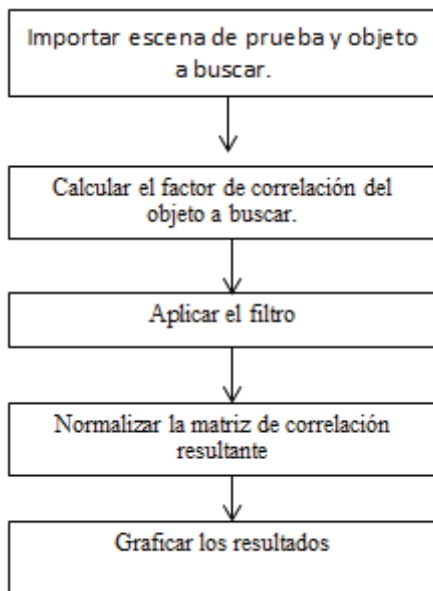 Importar escena de prueba y objeto
a buscar.
Calcular el factor de correlación del
objeto a buscar.
Aplicar el filtro
Normalizar la matriz de correlación
resultante
Graficar los resultados